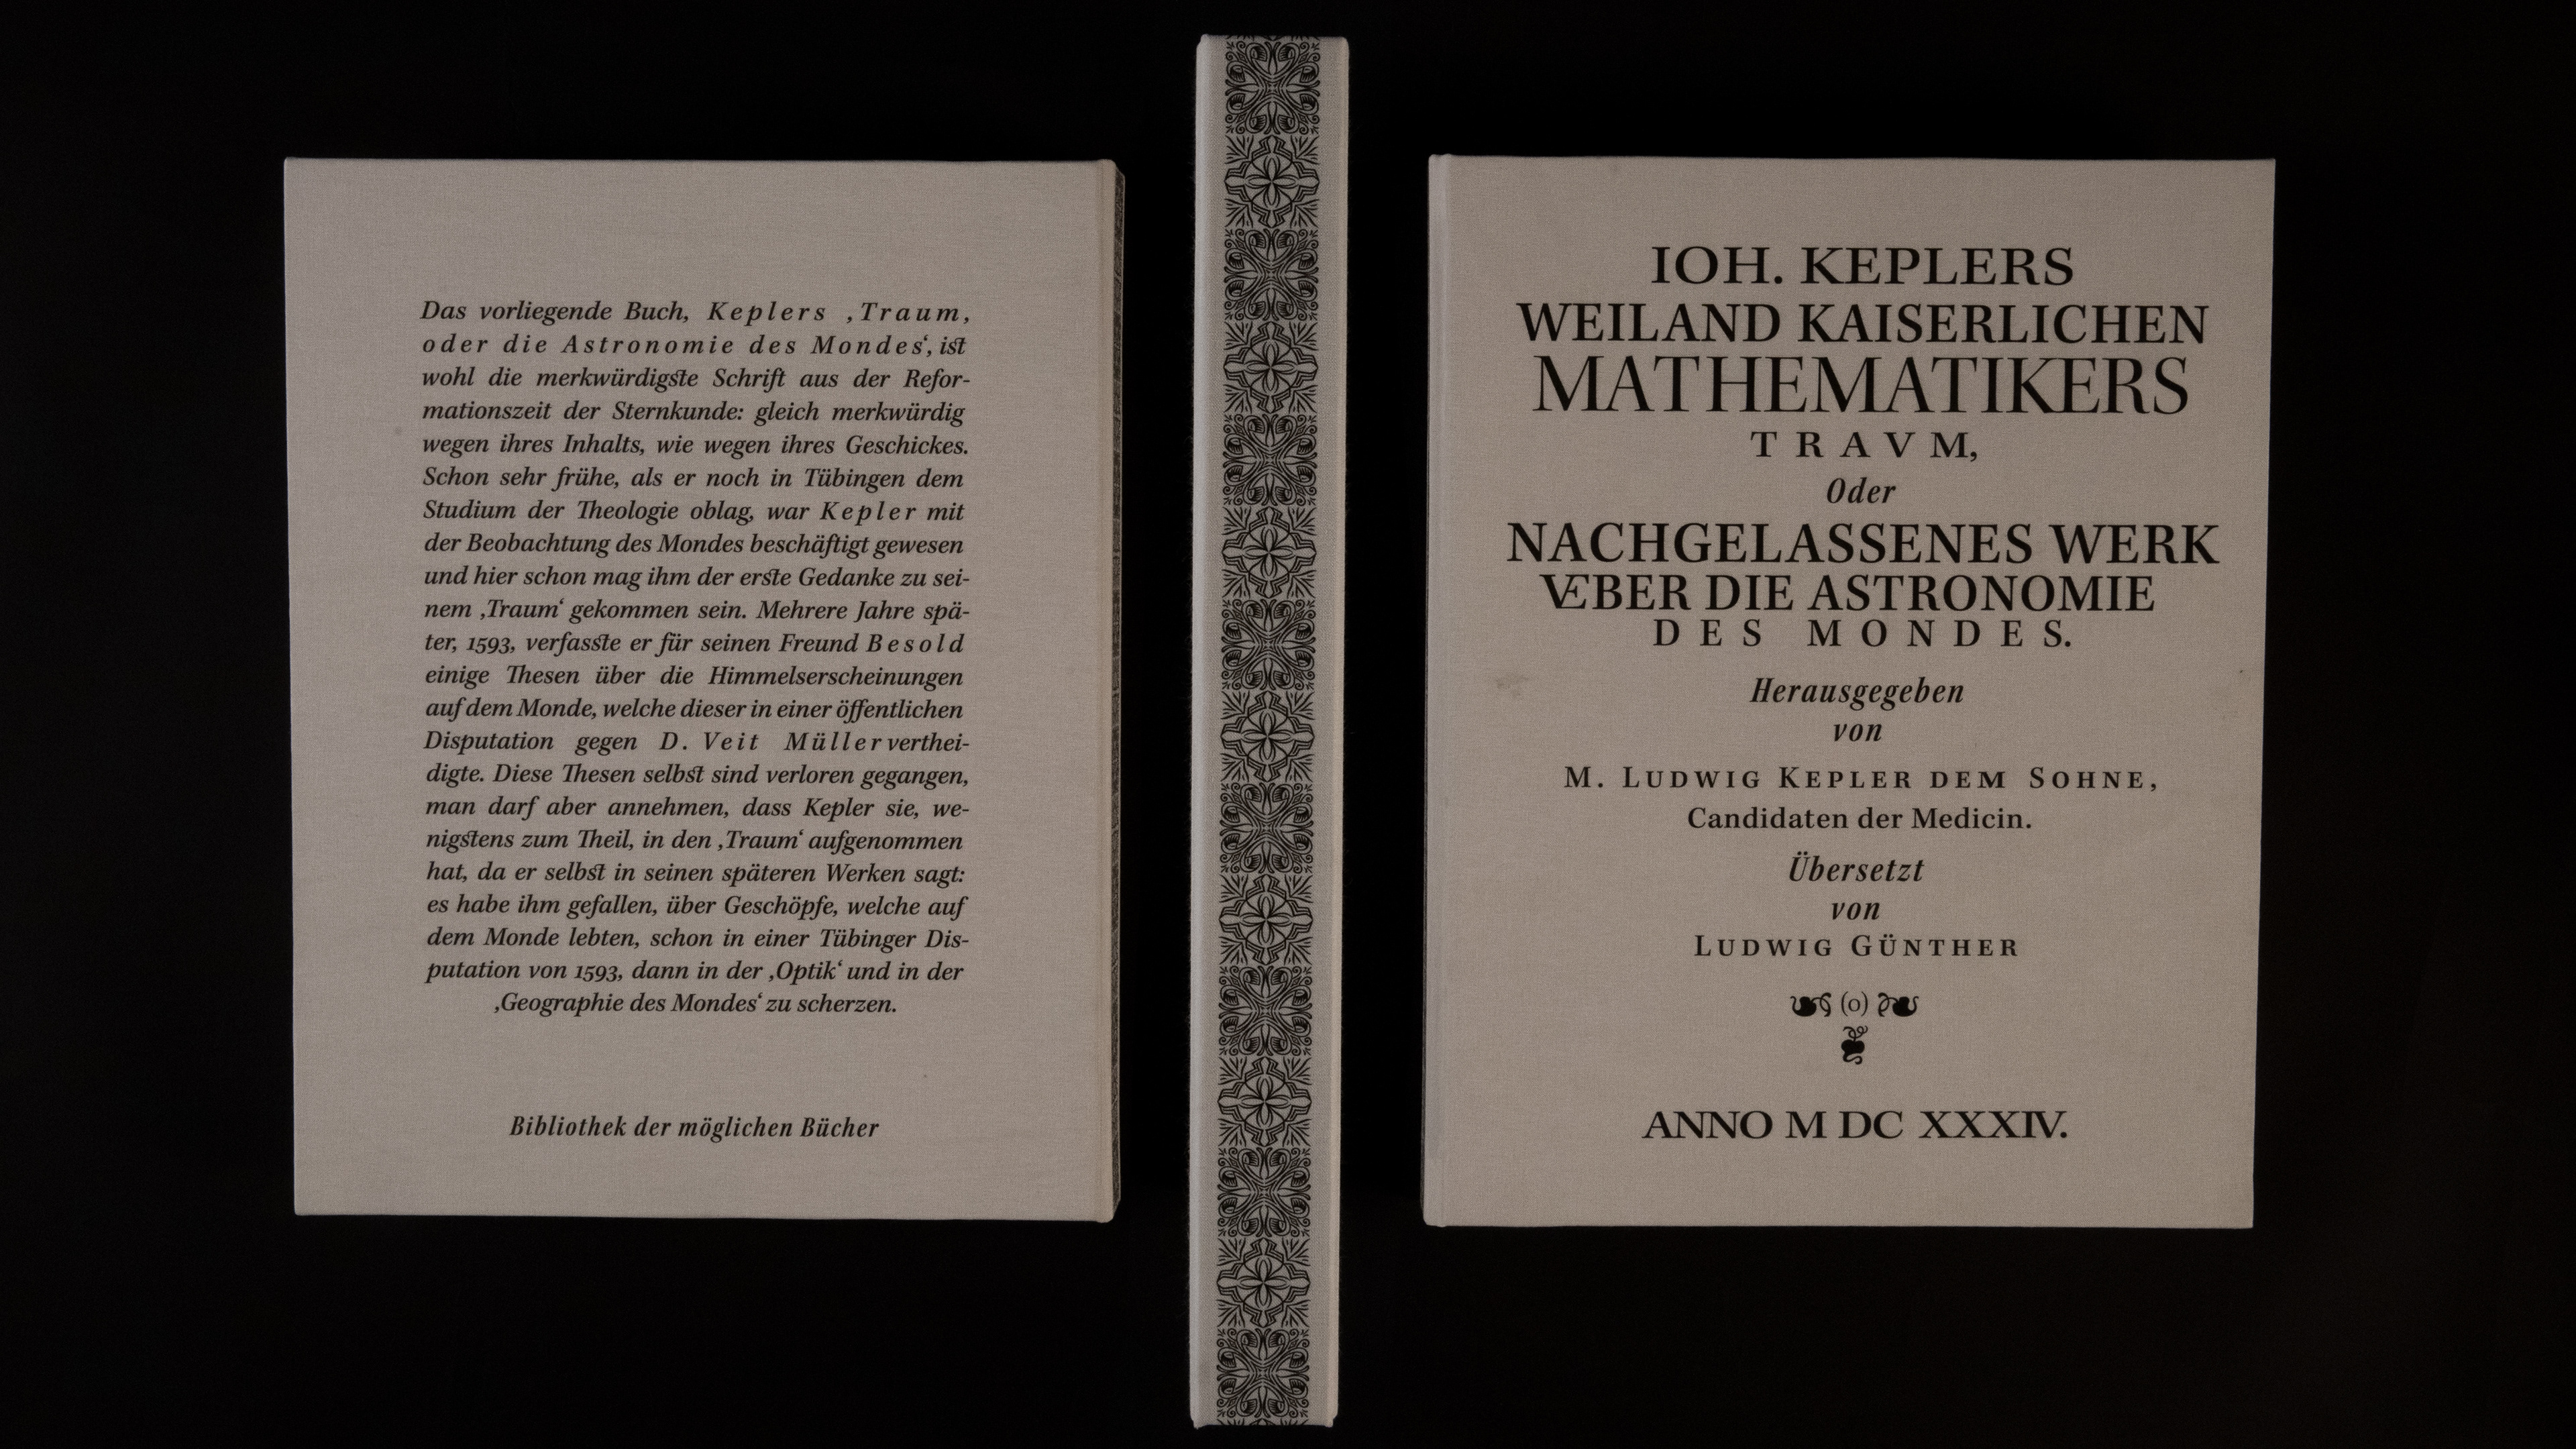 Das vorliegende Buch, Keplers ‚Traum,
oder die Astronomie des Mondes‘, ist
wohl die merkwürdigste Schrift aus der Refor-
mationszeit der Sternkunde: gleich merkwürdig
wegen ihres Inhalts, wie wegen ihres Geschickes.
Schon sehr frühe, als er noch in Tübingen dem
Studium der Theologie oblag, war Kepler mit
der Beobachtung des Mondes beschäftigt gewesen
und hier schon mag ihm der erste Gedanke zu sei-
nem ‚Traum‘ gekommen sein. Mehrere Jahre spä-
ter, 1593, verfasste er für seinen Freund Besold
einige Thesen über die Himmelserscheinungen
auf dem Monde, welche dieser in einer öffentlichen
Disputation gegen D. Veit Müller verthei-
digte. Diese Thesen selbst sind verloren gegangen,
man darf aber annehmen, dass Kepler sie, we-
nigstens zum Theil, in den ‚Traum‘ aufgenommen
hat, da er selbst in seinen späteren Werken sagt:
es habe ihm gefallen, über Geschöpfe, welche auf
dem Monde lebten, schon in einer Tübinger Dis-
putation von 1593, dann in der ‚Optik‘ und in der
‚Geographie des Mondes‘ zu scherzen.
Bibliothek der möglichen Bücher
IOH. KEPLERS
WEILAND KAISERLICHEN
MATHEMATIKERS
TRAVM,
Oder
NACHGELASSENES WERK
VEBER DIE ASTRONOMIE
DES MONDES.
Herausgegeben
von
M. LUDWIG KEPLER DEM SOHNE,
Candidaten der Medicin.
Übersetzt
von
LUDWIG GÜNTHER
(o)
ANNO M DC XXXIV.